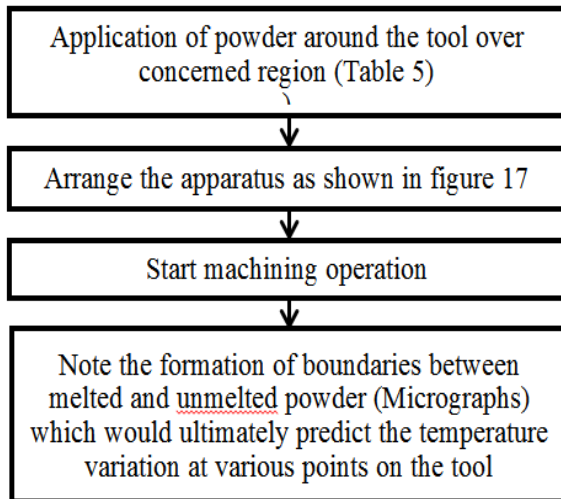 Application of powder around the tool over
concerned region (Table 5)
Arrange the apparatus as shown in figure 17
Start machining operation
Note the formation of boundaries between
melted and unmelted powder (Micrographs)
which would ultimately predict the temperature
variation at various points on the tool